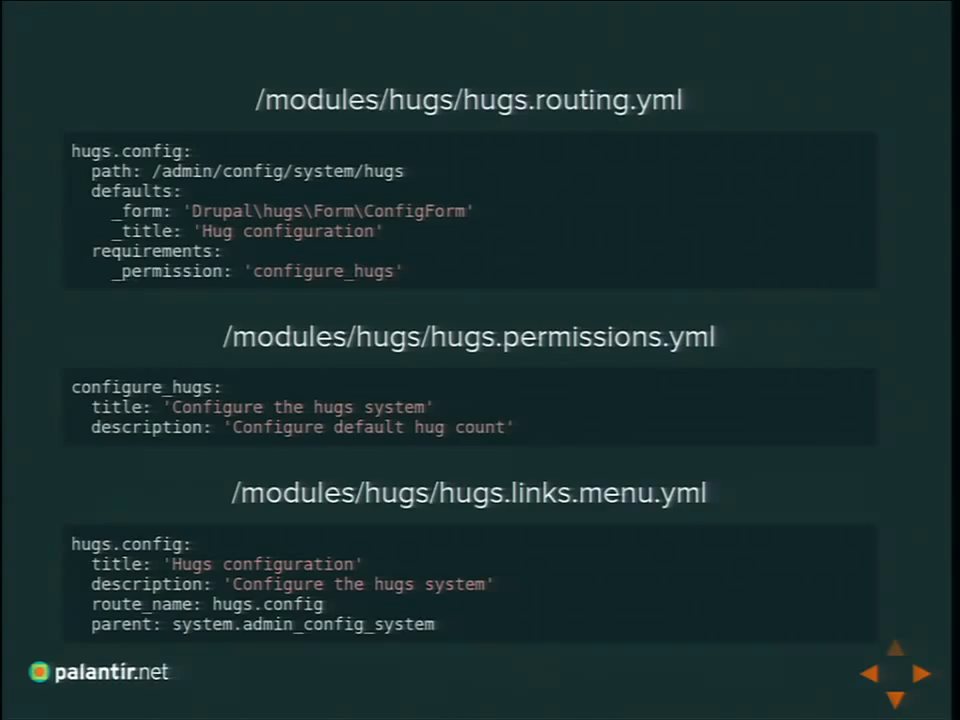 /modules/hugs/hugs.routing.yml
hugs.config:
  path: /admin/config/system/hugs
  defaults:
    _form: 'Drupal\hugs\Form\ConfigForm'
    _title: 'Hug configuration'
  requirements:
    _permission: 'configure_hugs'
/modules/hugs/hugs.permissions.yml
configure_hugs:
  title: 'Configure the hugs system'
  description: 'Configure default hug count'
/modules/hugs/hugs.links.menu.yml
hugs.config:
  title: 'Hugs configuration'
  description: 'Configure the hugs system'
  route_name: hugs.config
  parent: system.admin_config_system
palantir.net